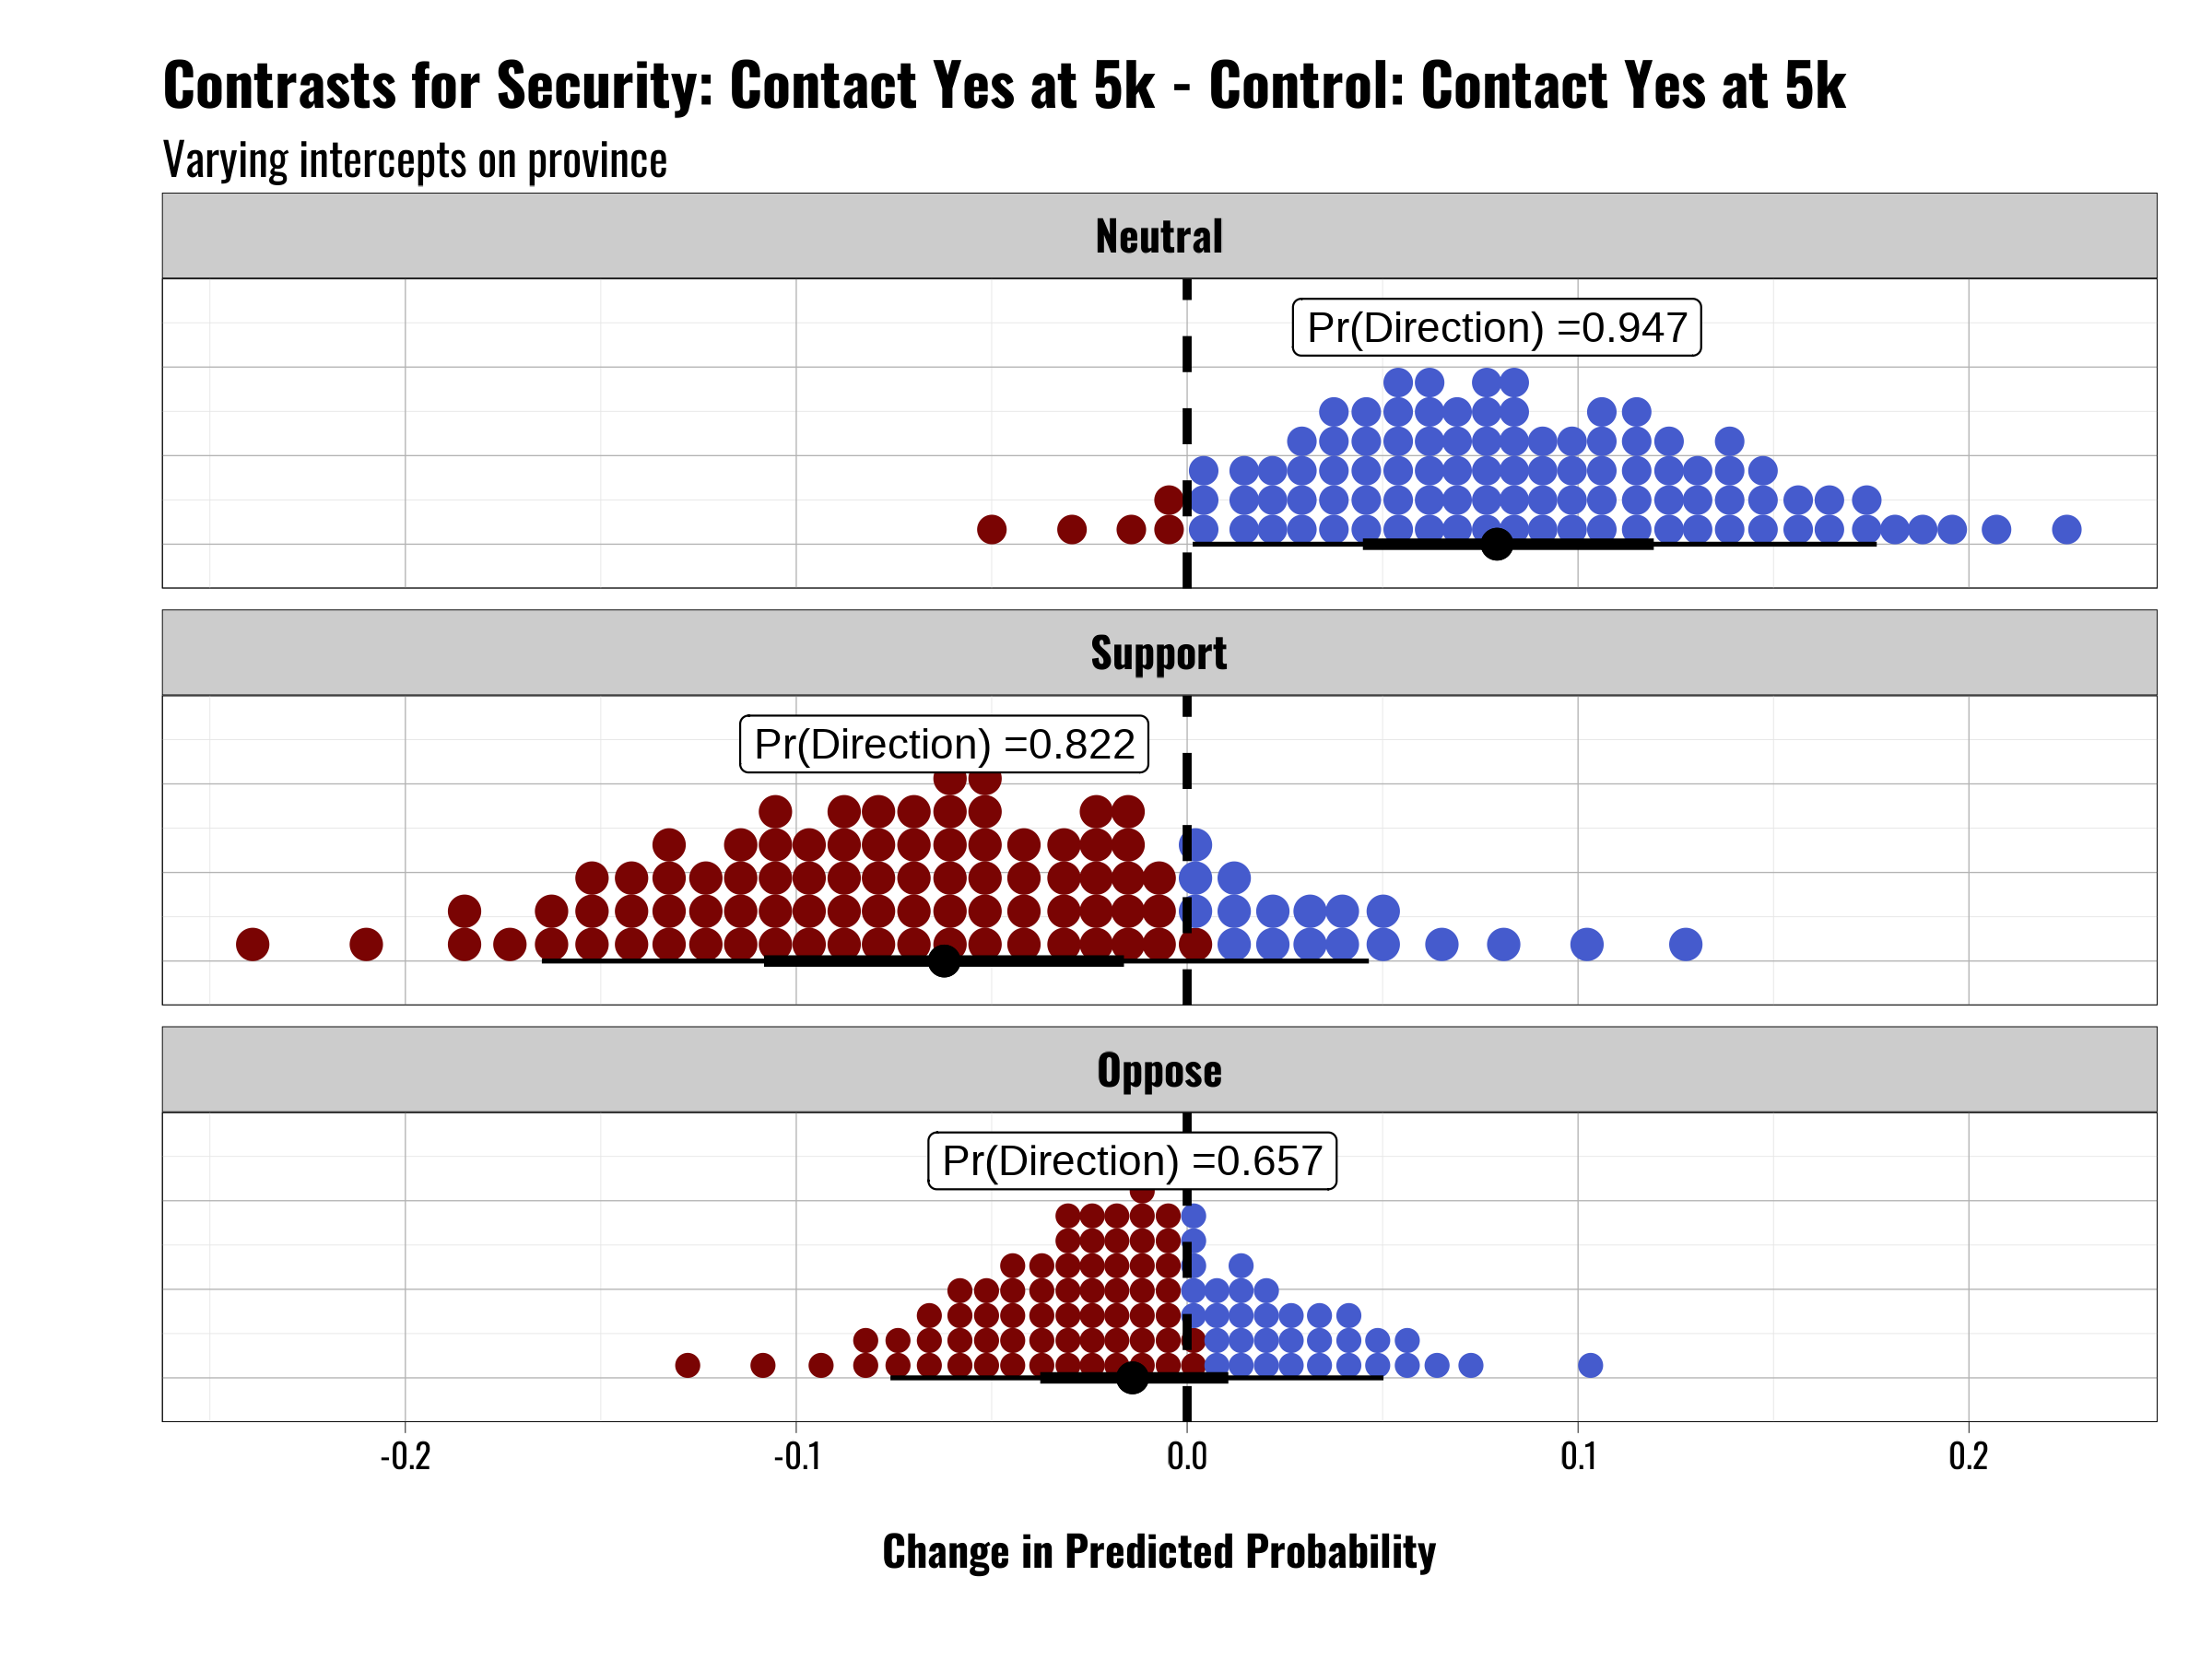 Contrasts for Security: Contact Yes at 5k - Control: Contact Yes at 5k
Varying intercepts on province
Neutral
Pr(Direction) =0.947
Support
Pr(Direction) =0.822
Oppose
Pr(Direction) =0.657
-0.2 -0.1 0.0 0.1 0.2
Change in Predicted Probability